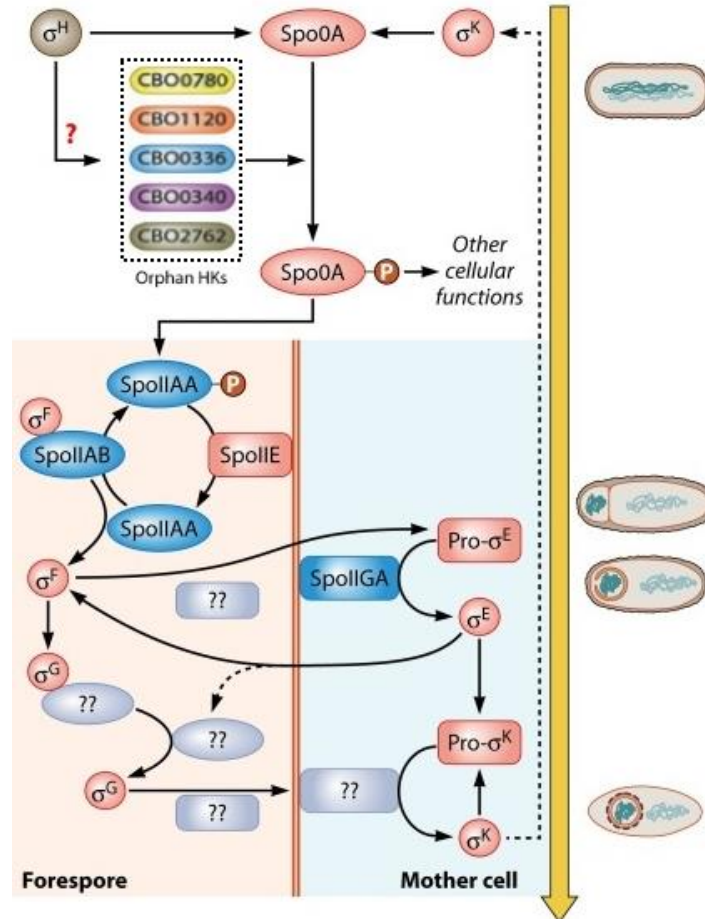 σH
Spo0A
σK
CBO0780
CBO1120
?
CBO0336
CBO0340
CBO2762
Orphan HKs
Spo0A
P
Other
cellular
functions
SpoIIAA
P
σF
SpoIIAB
SpoIIE
SpoIIAA
Pro-σE
σF
SpoIIGA
??
σE
σG
??
??
Pro-σK
σG
??
??
σK
Forespore
Mother cell